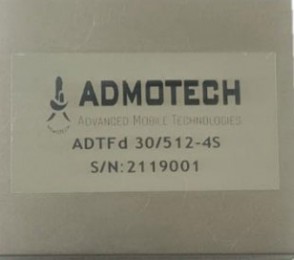 ADMOTECH
ADVANCED MOBILE TECHNOLOGIES
ADTFd 30/512-4S
S/N:2119001